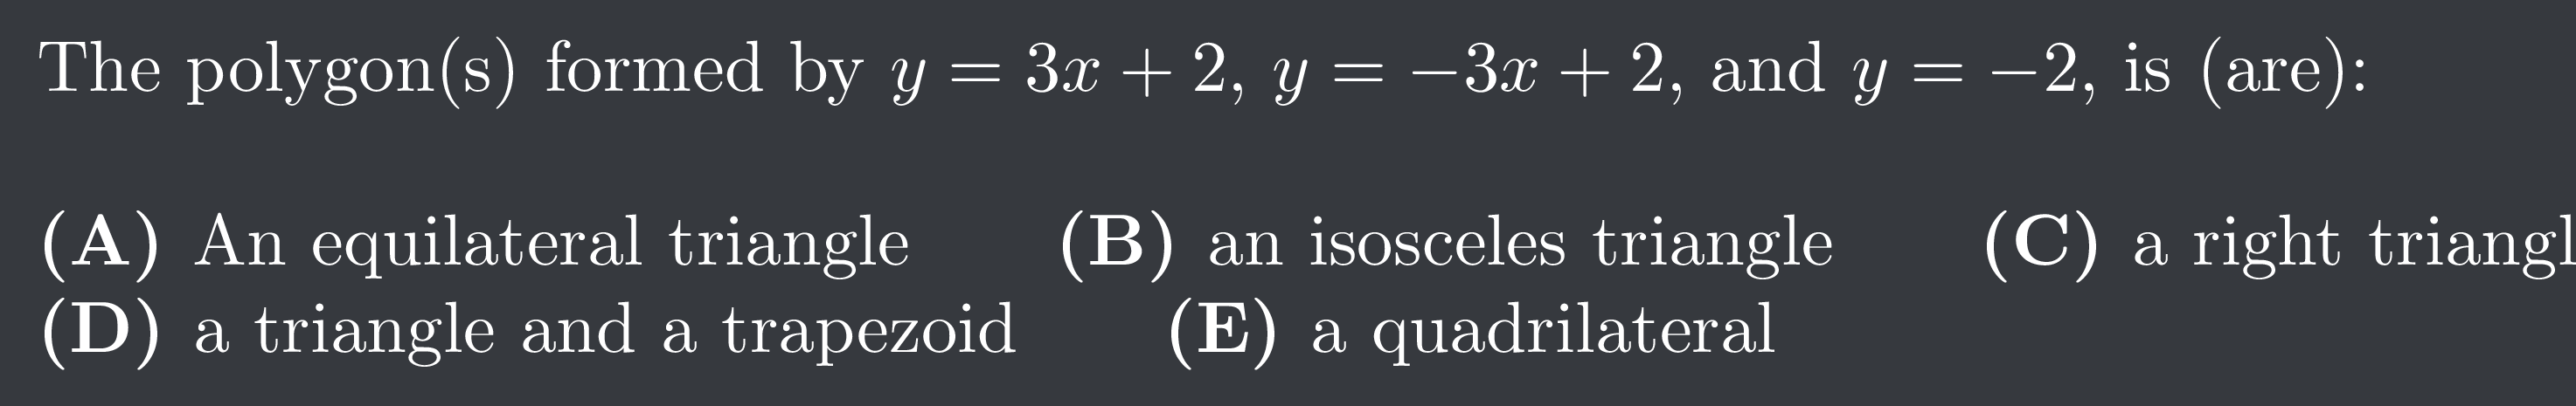 The polygon(s) formed by y = 3x + 2, y = −3x + 2, and y = −2, is (are):
(A) An equilateral triangle (B) an isosceles triangle (C) a right triangl
(D) a triangle and a trapezoid (E) a quadrilateral